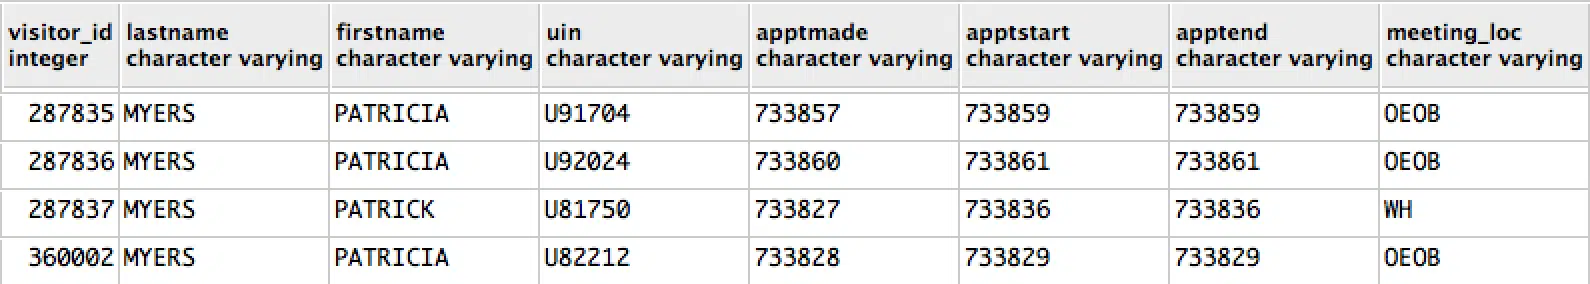 visitor_id lastname firstname uin apptmade apptstart apptend meeting_loc
integer character varying character varying character varying character varying character varying character varying character varying
287835 MYERS PATRICIA U91704 733857 733859 733859 OEOB
287836 MYERS PATRICIA U92024 733860 733861 733861 OEOB
287837 MYERS PATRICK U81750 733827 733836 733836 WH
360002 MYERS PATRICIA U82212 733828 733829 733829 OEOB